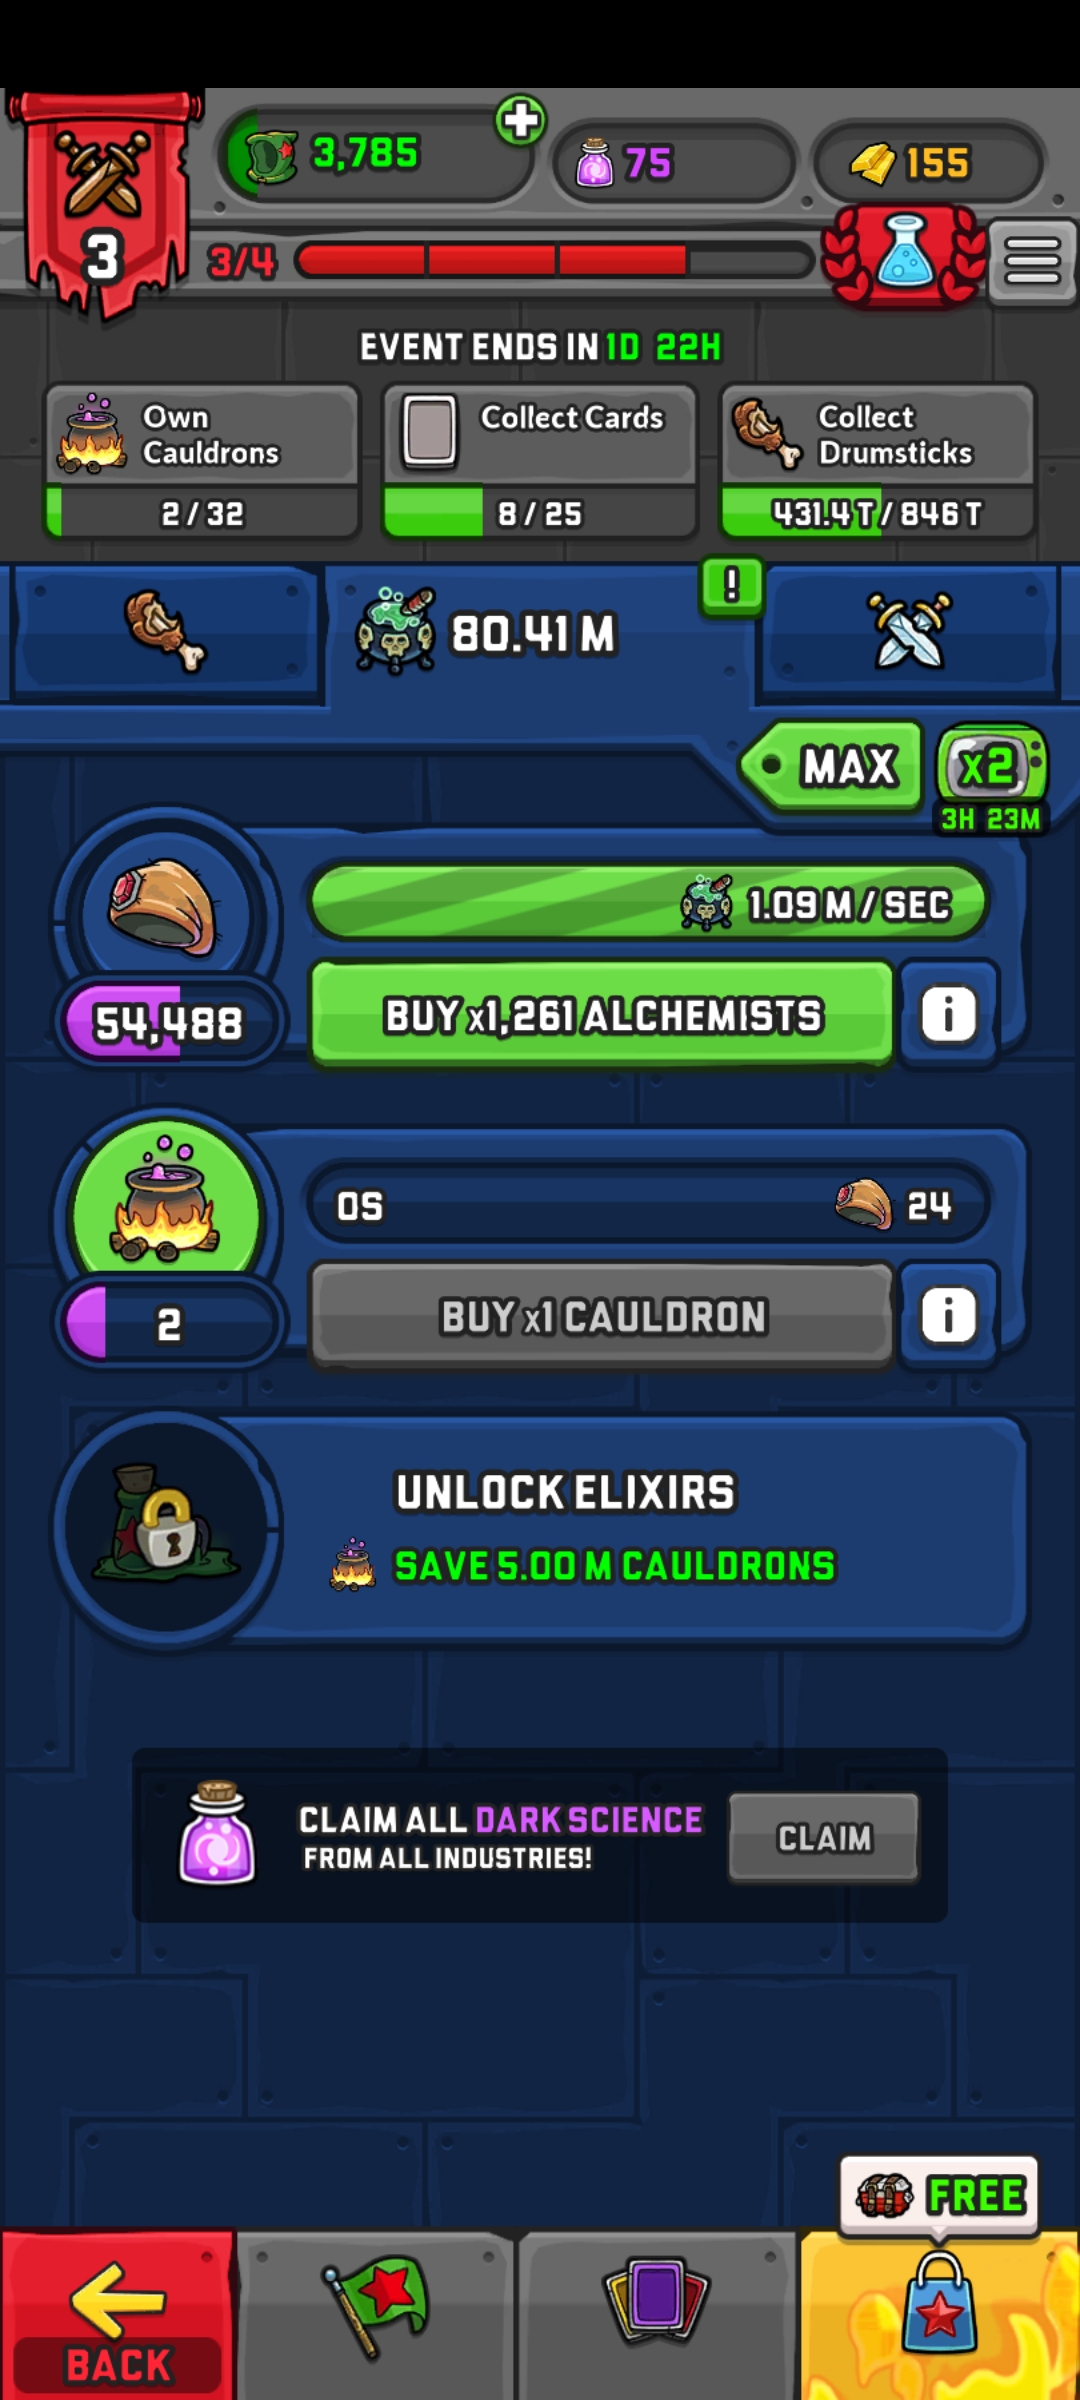 3,785
75
155
3
3/4
EVENT ENDS IN 1D 22H
Own
Cauldrons
2 / 32
Collect Cards
8 / 25
Collect
Drumsticks
431.4 T / 846 T
80.41 M
!
MAX
x2
3H 23M
1.09 M / SEC
54,488
BUY x1,261 ALCHEMISTS
i
0S
24
2
BUY x1 CAULDRON
i
UNLOCK ELIXIRS
SAVE 5.00 M CAULDRONS
CLAIM ALL DARK SCIENCE
FROM ALL INDUSTRIES!
CLAIM
FREE
BACK